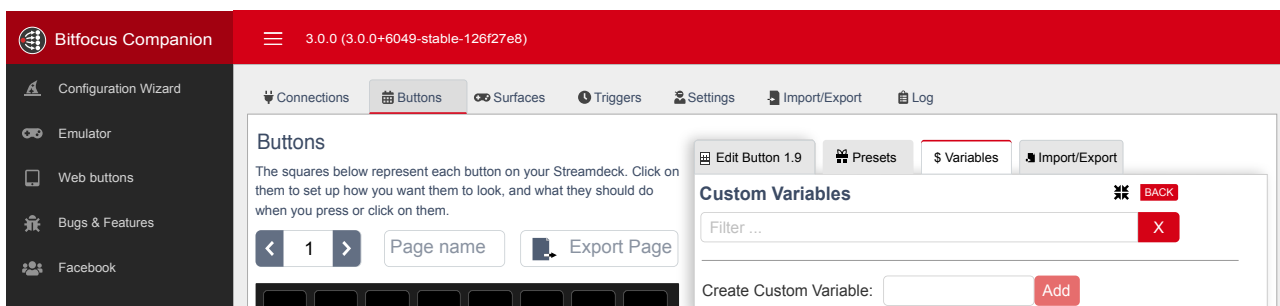 Bitfocus Companion
3.0.0 (3.0.0+6049-stable-126f27e8)
Configuration Wizard
Emulator
Web buttons
Bugs & Features
Facebook
Connections
Buttons
Surfaces
Triggers
Settings
Import/Export
Log
Buttons
The squares below represent each button on your Streamdeck. Click on
them to set up how you want them to look, and what they should do
when you press or click on them.
1
Page name
Export Page
Edit Button 1.9
Presets
$ Variables
Import/Export
Custom Variables
BACK
Filter ...
X
Create Custom Variable:
Add